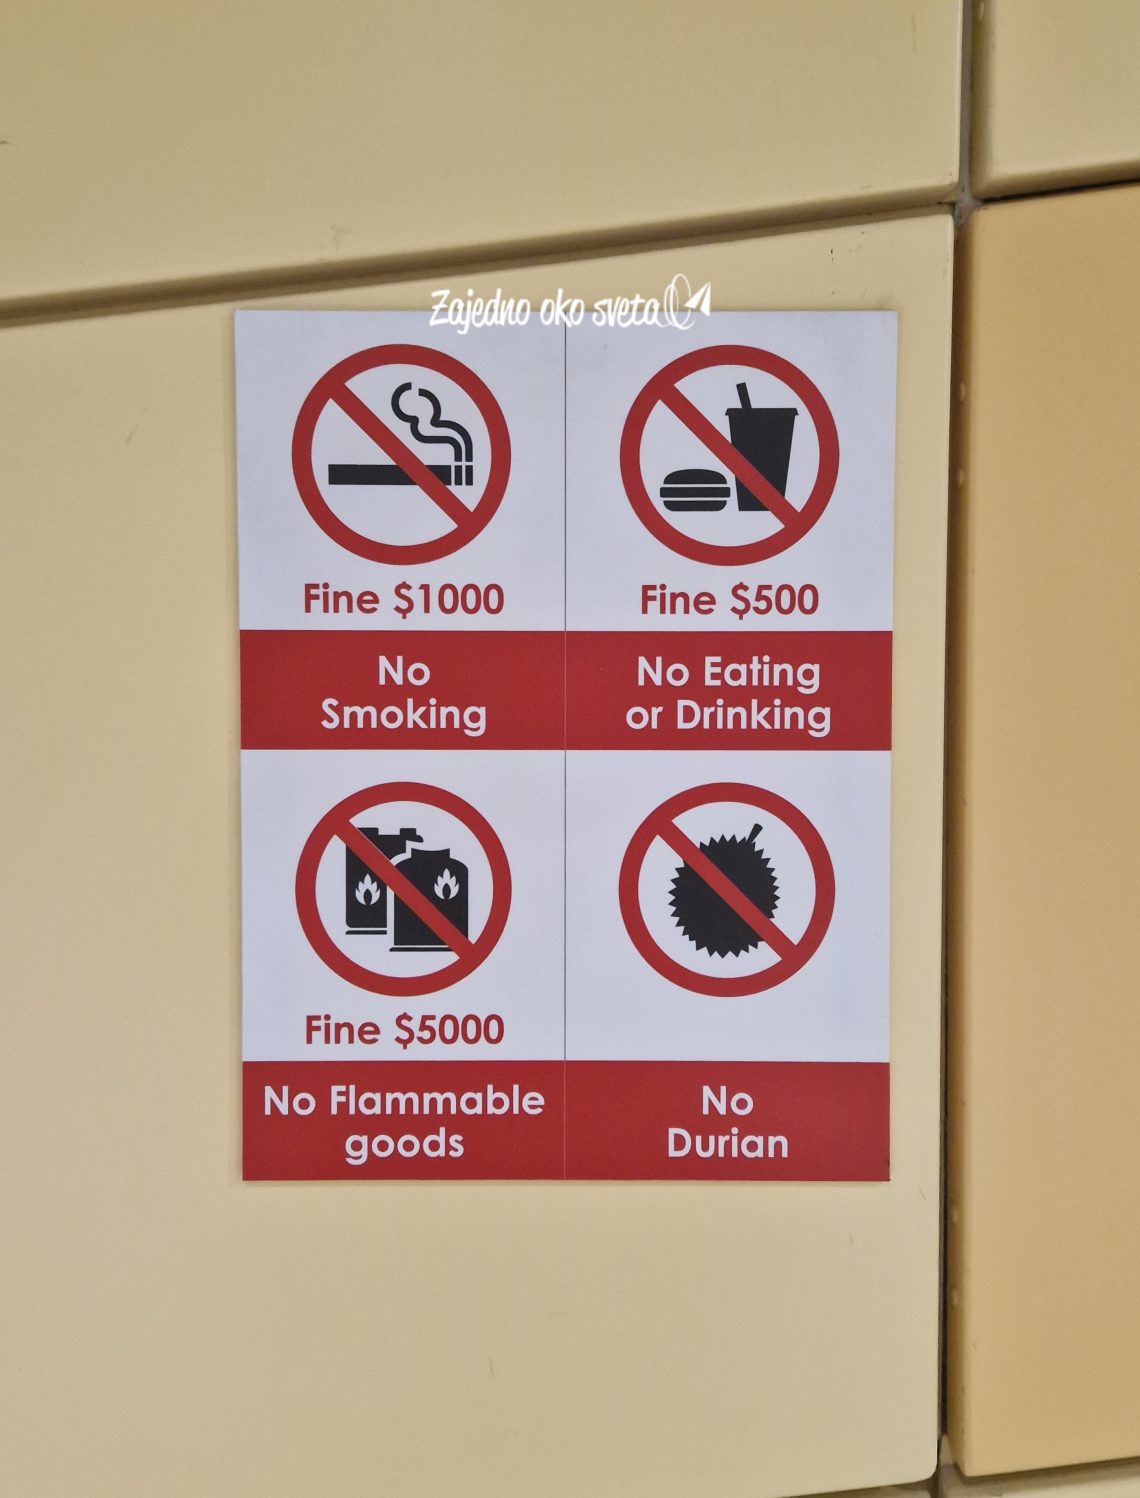 Zajedno oko sveta
Fine $1000
No
Smoking
Fine $500
No Eating
or Drinking
Fine $5000
No Flammable
goods
No
Durian